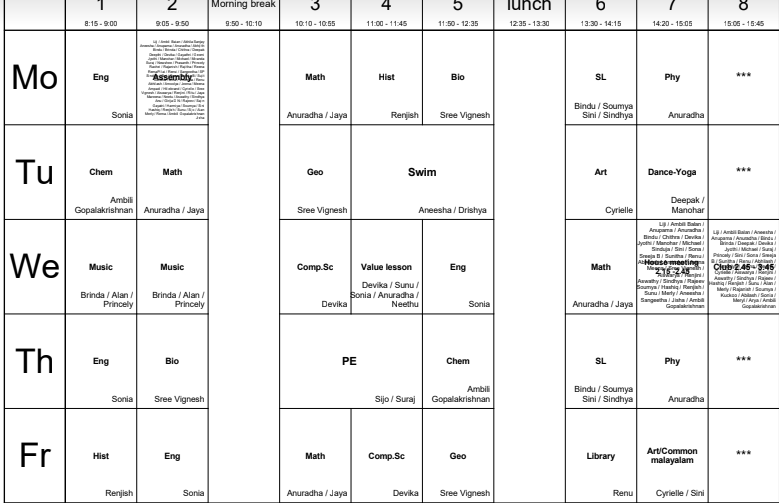 1 2 Morning break 3 4 5 lunch 6 7 8
8:15 - 9:00 9:05 - 9:50 9:50 - 10:10 10:10 - 10:55 11:00 - 11:45 11:50 - 12:35 12:35 - 13:30 13:30 - 14:15 14:20 - 15:05 15:05 - 15:45
Mo
Eng
Sonia
Assembly
Math
Anuradha / Jaya
Hist
Renjish
Bio
Sree Vignesh
SL
Bindu / Soumya
Sini / Sindhya
Phy
Anuradha
***
Tu
Chem
Ambili
Gopalakrishnan
Math
Anuradha / Jaya
Geo
Sree Vignesh
Swim
Aneesha / Drishya
Art
Cyrielle
Dance-Yoga
Deepak /
Manohar
***
We
Music
Brinda / Alan /
Princely
Music
Brinda / Alan /
Princely
Comp.Sc
Devika
Value lesson
Devika / Sunu /
Sonia / Anuradha /
Neethu
Eng
Sonia
Math
Anuradha / Jaya
Liji / Ambili Balan /
Anupama / Anuradha /
Bindu / Chithra / Devika /
Jyothi / Manohar / Michael /
Sinduja / Sini / Sona /
Sreeja B / Sunitha / Renu /
House meeting
2.15 -2.45
Aswathy / Sindhya / Rajeev
Soumya / Hashiq / Renjish /
Sunu / Merly / Aneesha /
Sangeetha / Jisha / Ambili
Gopalakrishnan
Liji / Ambili Balan / Aneesha /
Anupama / Anuradha / Bindu /
Brinda / Deepak / Devika /
Jyothi / Michael / Suraj /
Princely / Sini / Sona / Sreeja
B / Sunitha / Renu / Abhilash /
Club 2.45 - 3:45
Cyrielle / Aswarya / Renjini /
Aswathy / Sindhya / Rajeev /
Hashiq / Renjish / Sunu / Alan /
Merly / Rajanish / Soumya /
Kuckoo / Abilash / Sonia /
Meryl / Arya / Ambili
Gopalakrishnan
Th
Eng
Sonia
Bio
Sree Vignesh
PE
Sijo / Suraj
Chem
Ambili
Gopalakrishnan
SL
Bindu / Soumya
Sini / Sindhya
Phy
Anuradha
***
Fr
Hist
Renjish
Eng
Sonia
Math
Anuradha / Jaya
Comp.Sc
Devika
Geo
Sree Vignesh
Library
Renu
Art/Common
malayalam
Cyrielle / Sini
***